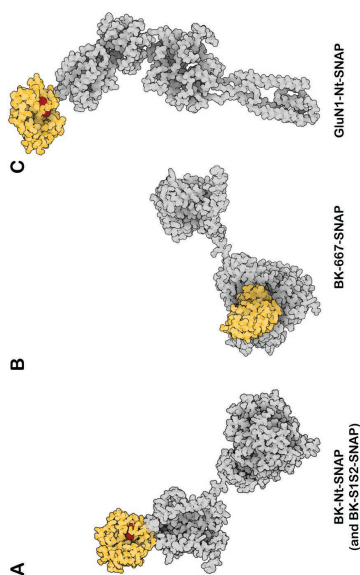 A
B
C
BK-Nt-SNAP
(and BK-S1S2-SNAP)
BK-667-SNAP
GluN1-Nt-SNAP